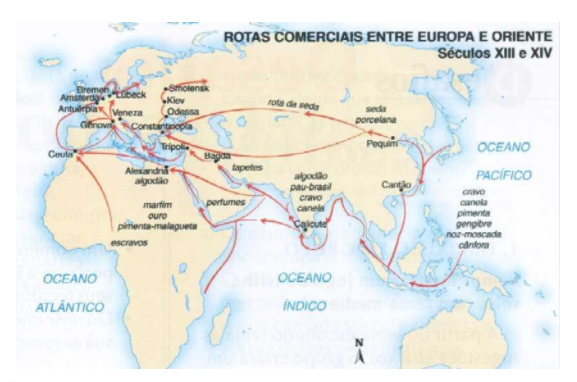 ROTAS COMERCIAIS ENTRE EUROPA E ORIENTE
Séculos XIII e XIV
Bremen
Amsterdã
Lübeck
Antuérpia
Smolensk
Kiev
Odessa
Veneza
Gênova
Constantinopla
rota da seda
seda
porcelana
Pequim
OCEANO
PACÍFICO
Ceuta
Trípoli
Bagdá
tapetes
Alexandria
algodão
algodão
pau-brasil
cravo
canela
Cantão
cravo
canela
pimenta
gengibre
noz-moscada
cânfora
marfim
ouro
pimenta-malagueta
perfumes
Calicute
escravos
OCEANO
ATLÂNTICO
OCEANO
ÍNDICO
N